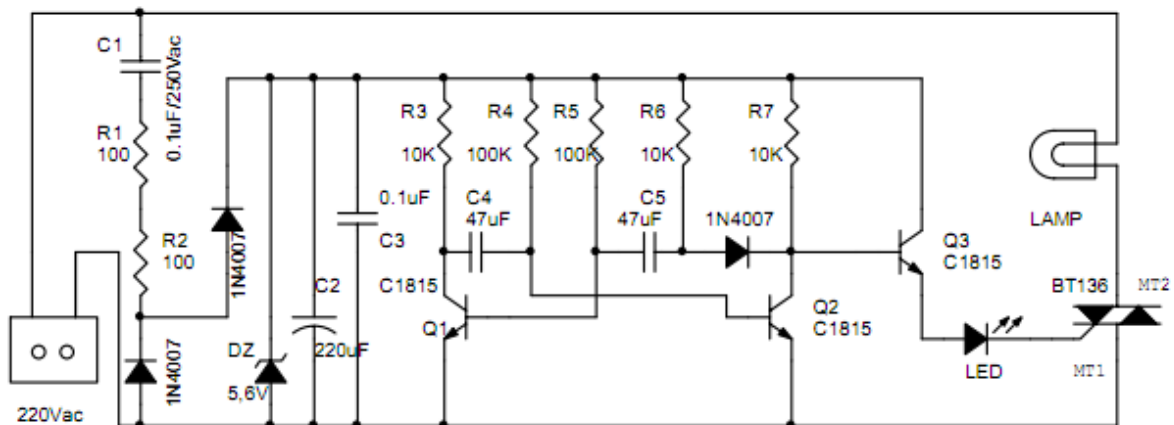 C1
0.1uF/250Vac
R1
100
R2
100
1N4007
1N4007
220Vac
DZ
5,6V
C2
220uF
0.1uF
C3
R3
10K
R4
100K
R5
100K
R6
10K
R7
10K
C4
47uF
C5
47uF
1N4007
C1815
Q1
Q2
C1815
Q3
C1815
LED
LAMP
BT136
MT2
MT1